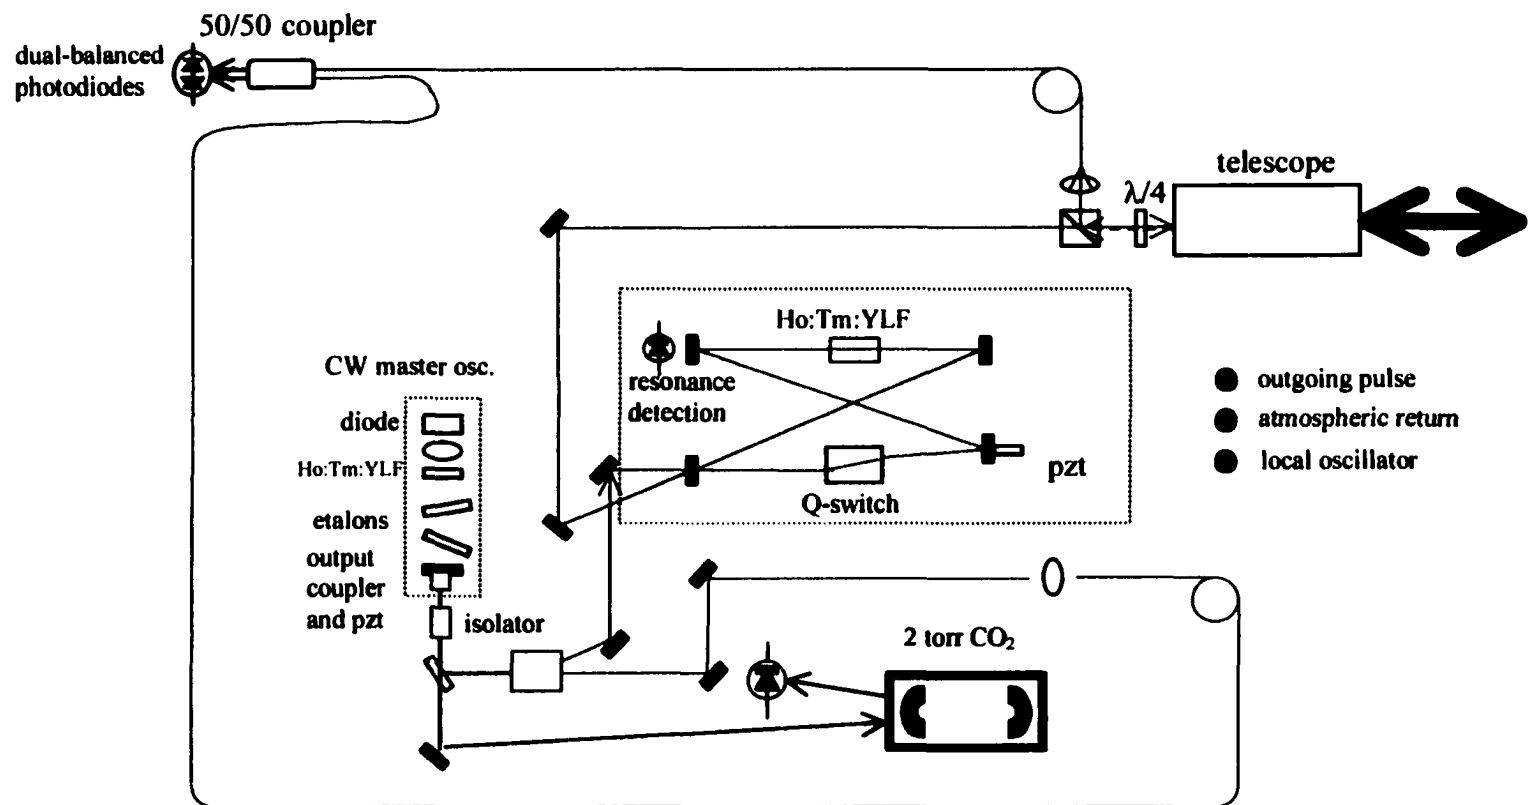 50/50 coupler
dual-balanced
photodiodes
telescope
λ/4
Ho:Tm:YLF
CW master osc.
resonance
detection
outgoing pulse
diode
atmospheric return
Ho:Tm:YLF
pzt
local oscillator
Q-switch
etalons
output
coupler
and pzt
isolator
2 torr CO₂